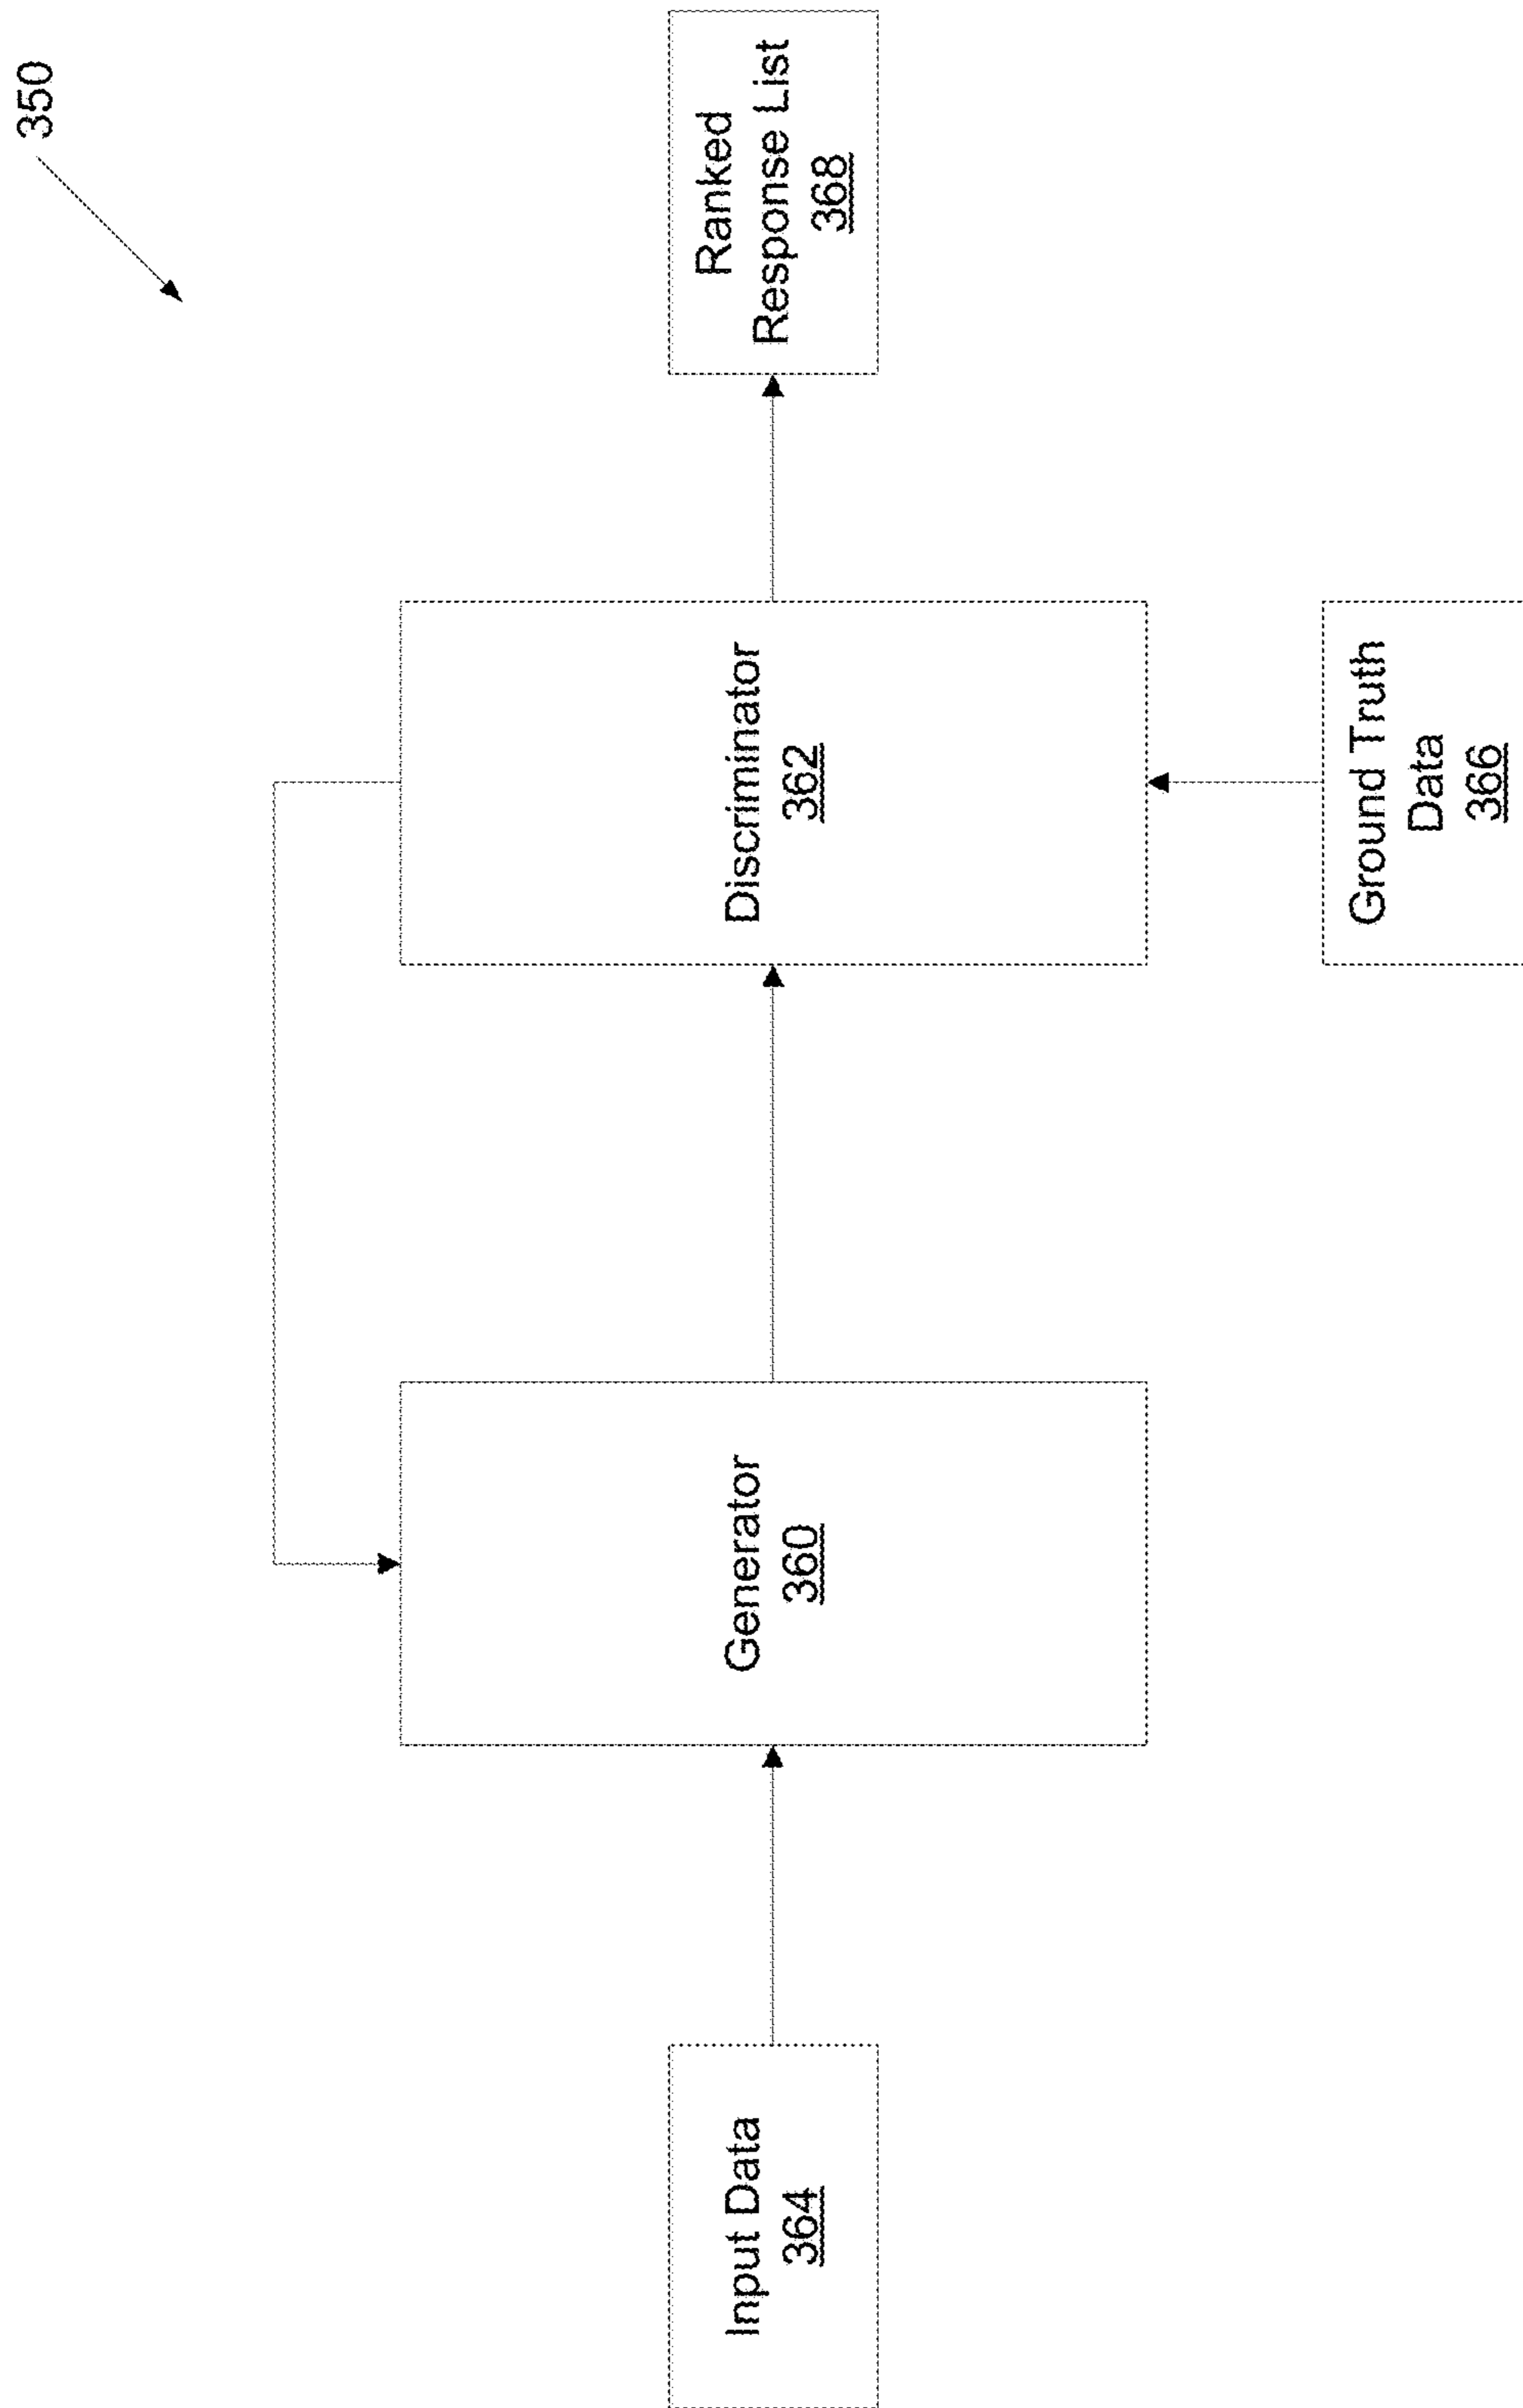 350
Input Data
364
Generator
360
Discriminator
362
Ranked
Response List
368
Ground Truth
Data
366